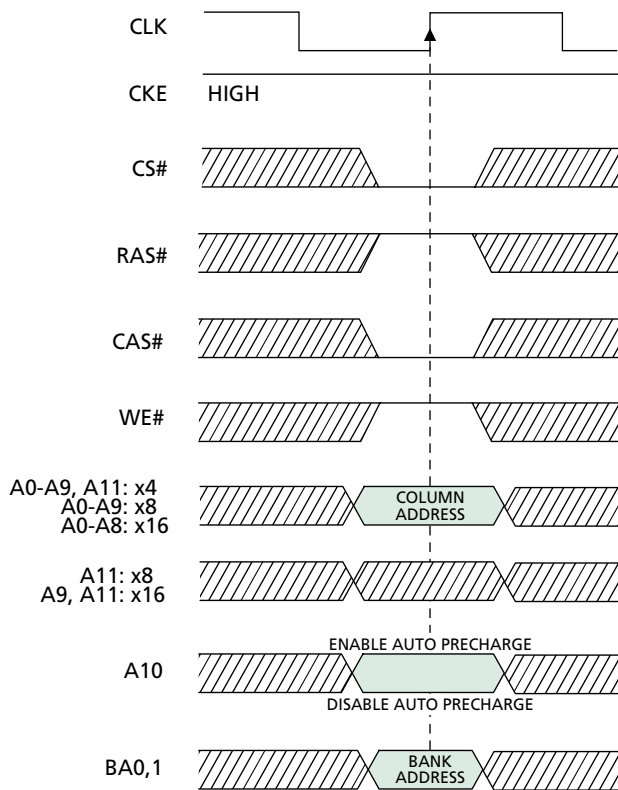 CLK
CKE HIGH
CS#
RAS#
CAS#
WE#
A0-A9, A11: x4
A0-A9: x8
A0-A8: x16
COLUMN
ADDRESS
A11: x8
A9, A11: x16
ENABLE AUTO PRECHARGE
A10
DISABLE AUTO PRECHARGE
BA0,1
BANK
ADDRESS